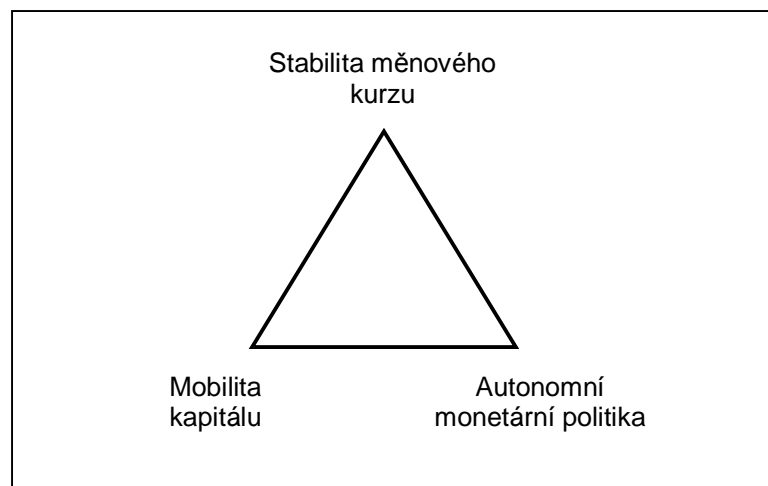 Stabilita měnového
kurzu
Mobilita
kapitálu
Autonomní
monetární politika